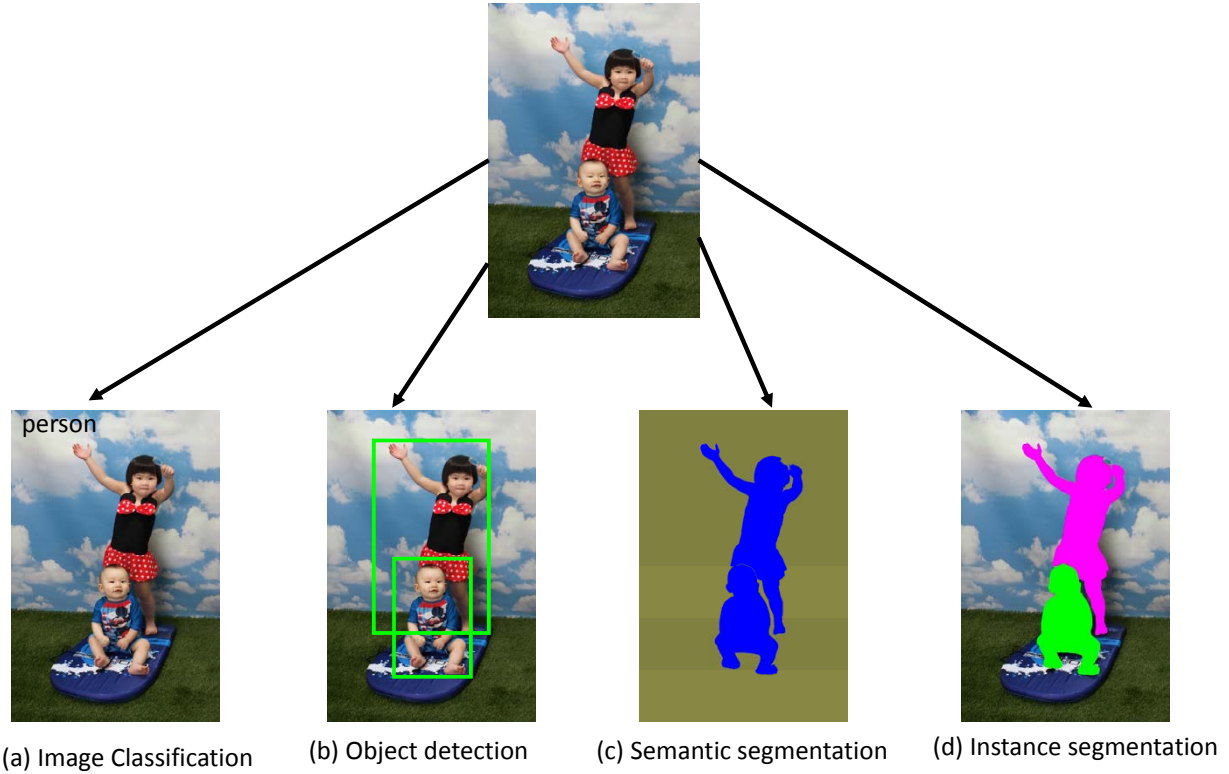 person
(a) Image Classification
(b) Object detection
(c) Semantic segmentation
(d) Instance segmentation